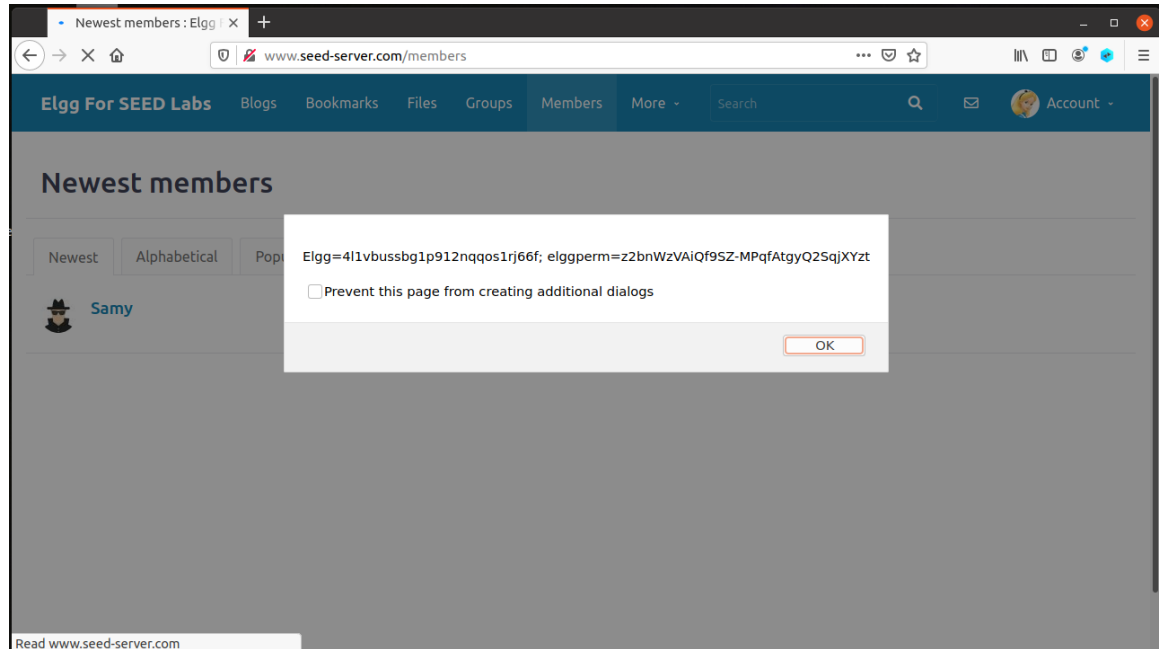 Newest members : Elgg F
www.seed-server.com/members
Elgg For SEED Labs Blogs Bookmarks Files Groups Members More Search Account
Newest members
Newest Alphabetical Popu
Elgg=4l1vbussbg1p912nqqos1rj66f; elggperm=z2bnWzVAiQf9SZ-MPqfAtgyQ2SqjXYzt
Prevent this page from creating additional dialogs
Samy
OK
Read www.seed-server.com